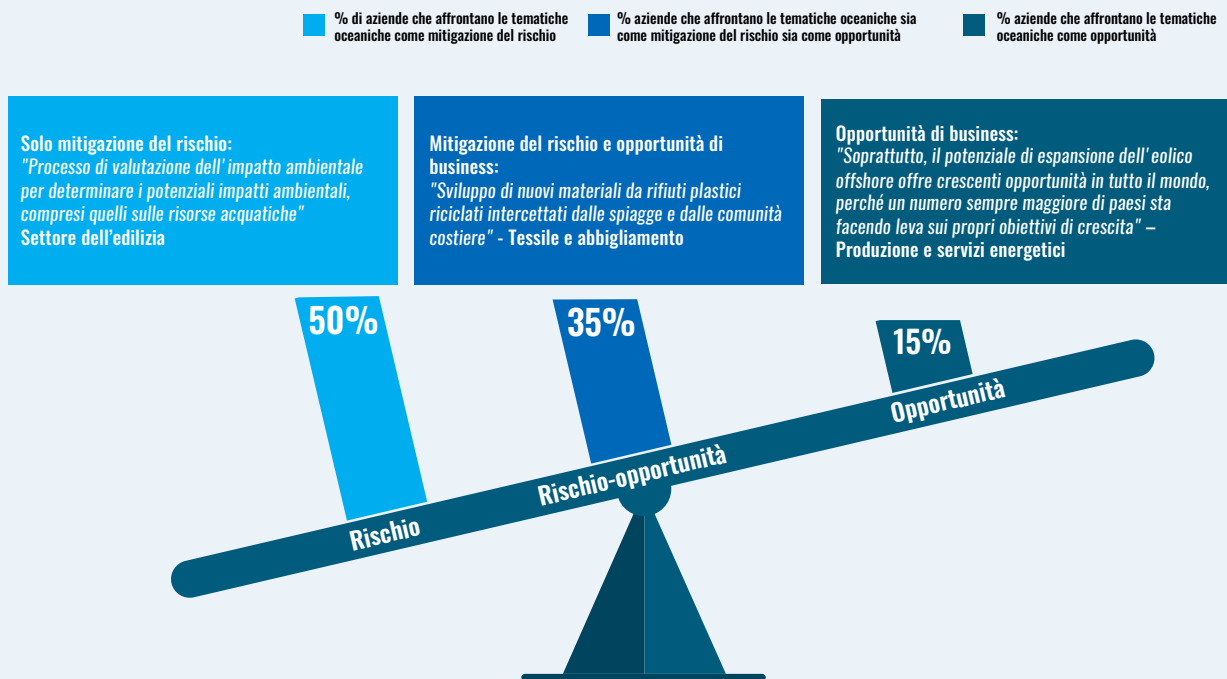 % di aziende che affrontano le tematiche
oceaniche come mitigazione del rischio
% aziende che affrontano le tematiche oceaniche sia
come mitigazione del rischio sia come opportunità
% aziende che affrontano le tematiche
oceaniche come opportunità
Solo mitigazione del rischio:
"Processo di valutazione dell'impatto ambientale
per determinare i potenziali impatti ambientali,
compresi quelli sulle risorse acquatiche"
Settore dell'edilizia
Mitigazione del rischio e opportunità di
business:
"Sviluppo di nuovi materiali da rifiuti plastici
riciclati intercettati dalle spiagge e dalle comunità
costiere" - Tessile e abbigliamento
Opportunità di business:
"Soprattutto, il potenziale di espansione dell'eolico
offshore offre crescenti opportunità in tutto il mondo,
perché un numero sempre maggiore di paesi sta
facendo leva sui propri obiettivi di crescita" –
Produzione e servizi energetici
50%
35%
15%
Rischio
Rischio-opportunità
Opportunità